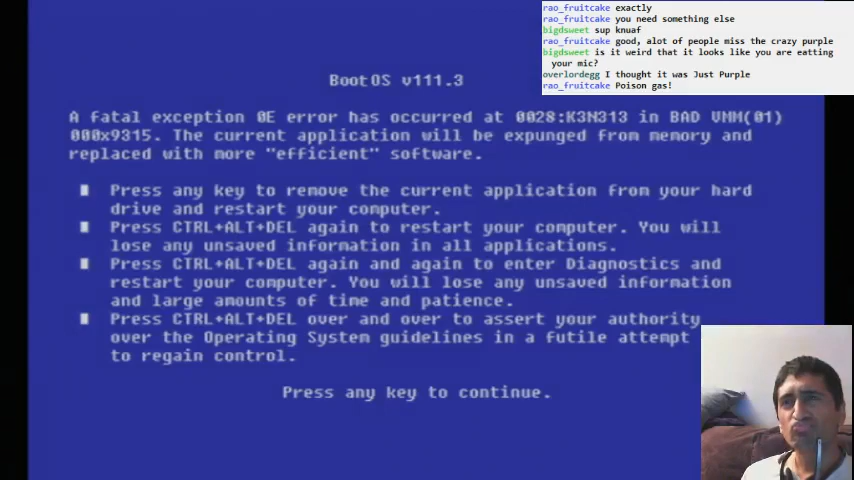 rao_fruitcake exactly
rao_fruitcake you need something else
bigdsweet sup knuaf
rao_fruitcake good, alot of people miss the crazy purple
bigdsweet is it weird that it looks like you are eatting
your mic?
overlordegg I thought it was Just Purple
rao_fruitcake Poison gas!
BootOS v111.3
A fatal exception 0E error has occurred at 0028:K3N313 in BAD VMM(01)
000x9315. The current application will be expunged from memory and
replaced with more "efficient" software.
Press any key to remove the current application from your hard
drive and restart your computer.
Press CTRL+ALT+DEL again to restart your computer. You will
lose any unsaved information in all applications.
Press CTRL+ALT+DEL again and again to enter Diagnostics and
restart your computer. You will lose any unsaved information
and large amounts of time and patience.
Press CTRL+ALT+DEL over and over to assert your authority
over the Operating System guidelines in a futile attempt
to regain control.
Press any key to continue.